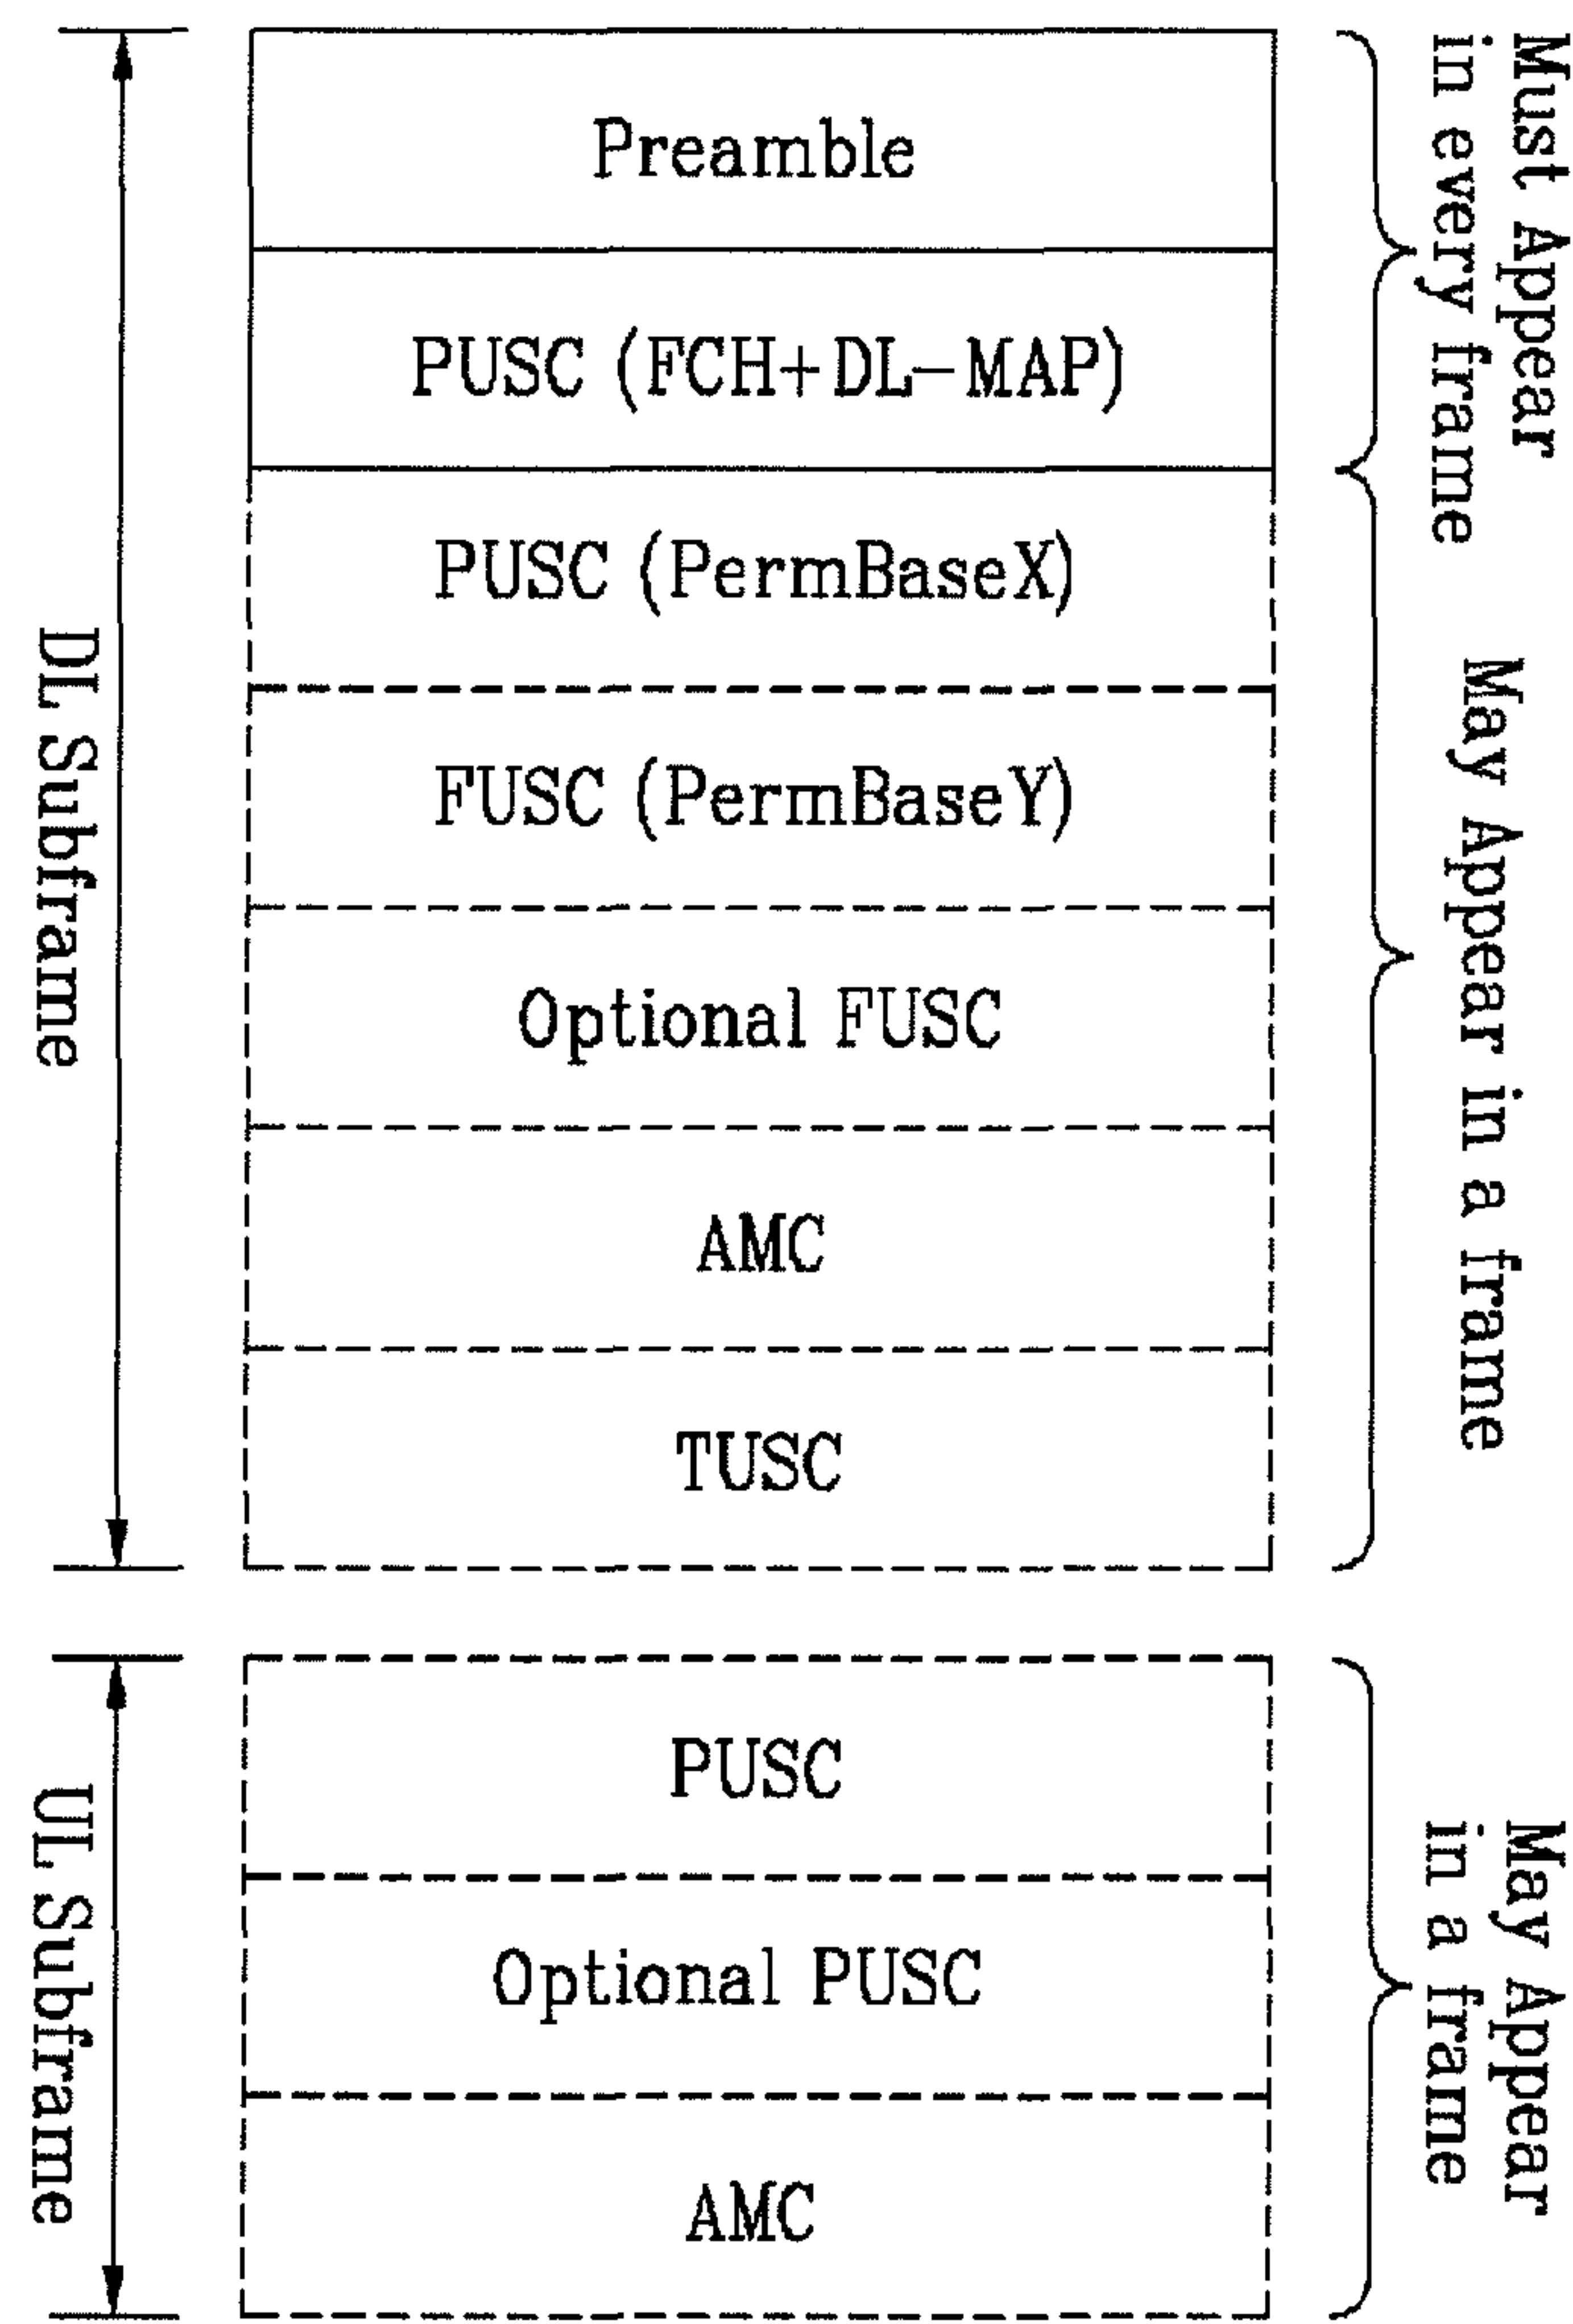 Must Appear
in every frame
Preamble
PUSC (FCH+DL-MAP)
May Appear in a frame
PUSC (PermBaseX)
FUSC (PermBaseY)
Optional FUSC
AMC
TUSC
DL Subframe
May Appear
in a frame
PUSC
Optional PUSC
AMC
UL Subframe